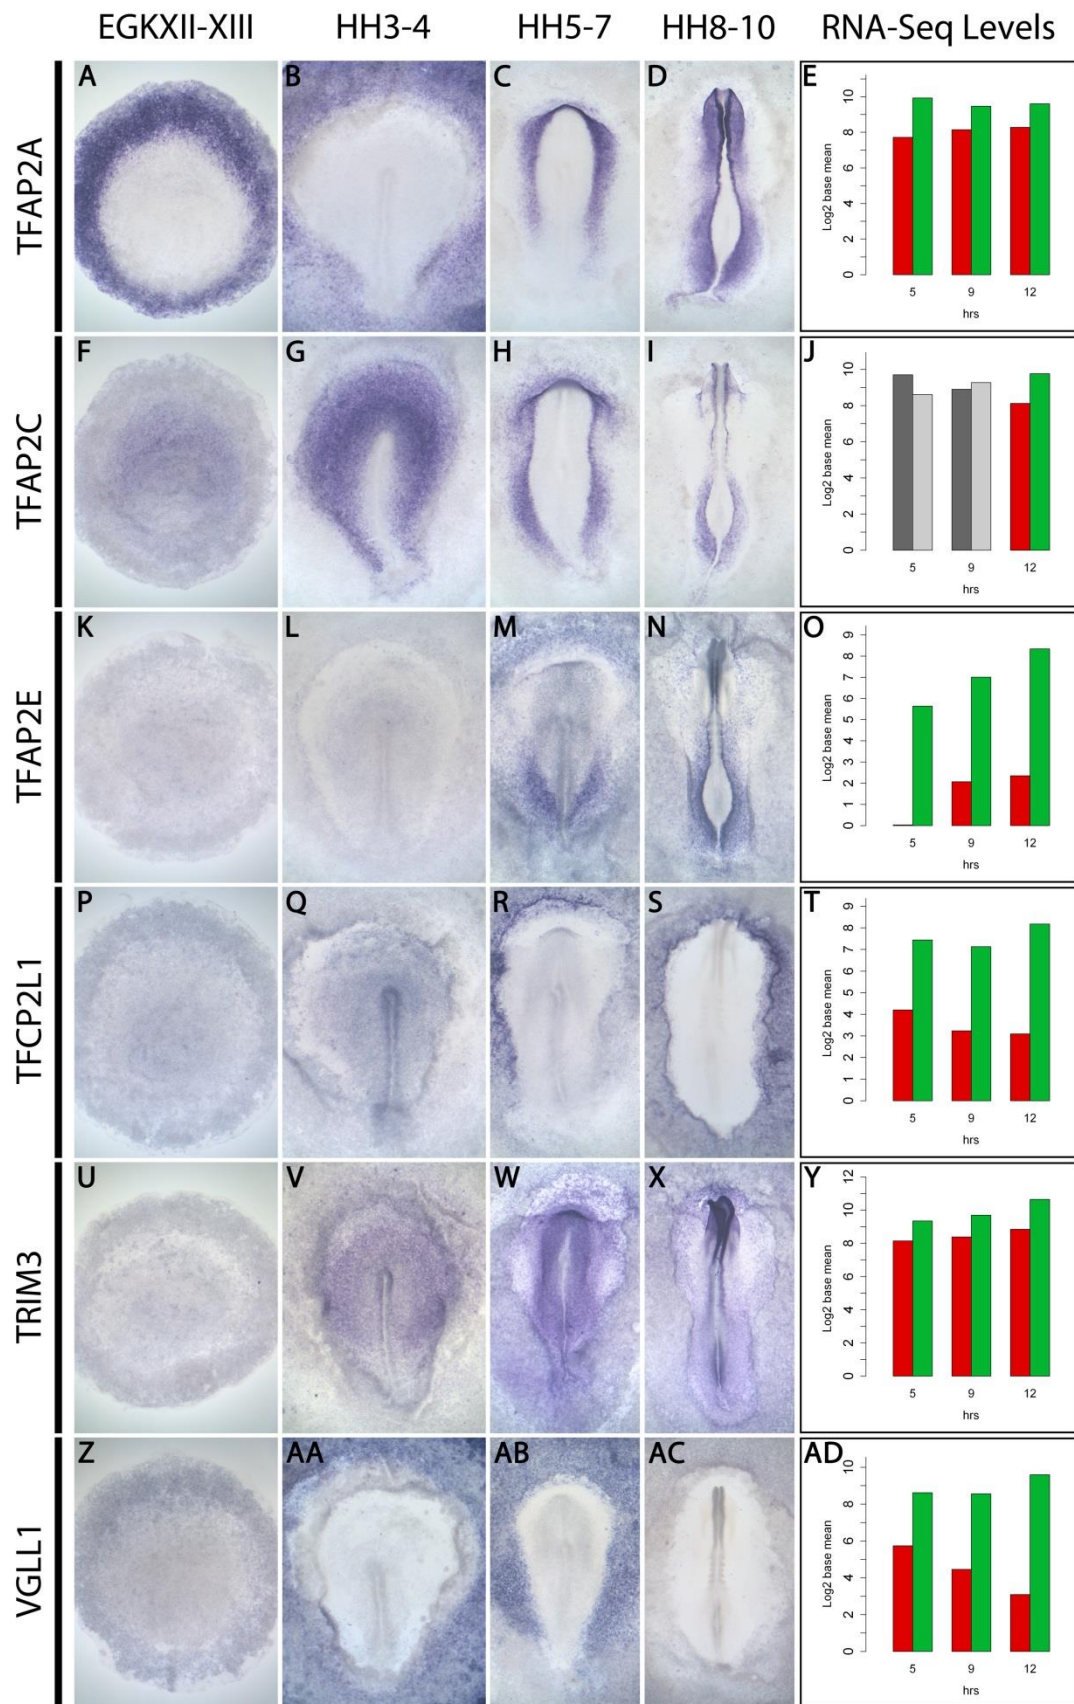 EGKXII-XIII HH3-4 HH5-7 HH8-10 RNA-Seq Levels
TFAP2A
A B C D E
Log2 base mean
10
8
6
4
2
0
5 9 12
hrs
TFAP2C
F G H I J
Log2 base mean
10
8
6
4
2
0
5 9 12
hrs
TFAP2E
K L M N O
Log2 base mean
9
8
7
6
5
4
3
2
1
0
5 9 12
hrs
TFCP2L1
P Q R S T
Log2 base mean
9
8
7
6
5
4
3
2
1
0
5 9 12
hrs
TRIM3
U V W X Y
Log2 base mean
12
10
8
6
4
2
0
5 9 12
hrs
VGLL1
Z AA AB AC AD
Log2 base mean
10
8
6
4
2
0
5 9 12
hrs